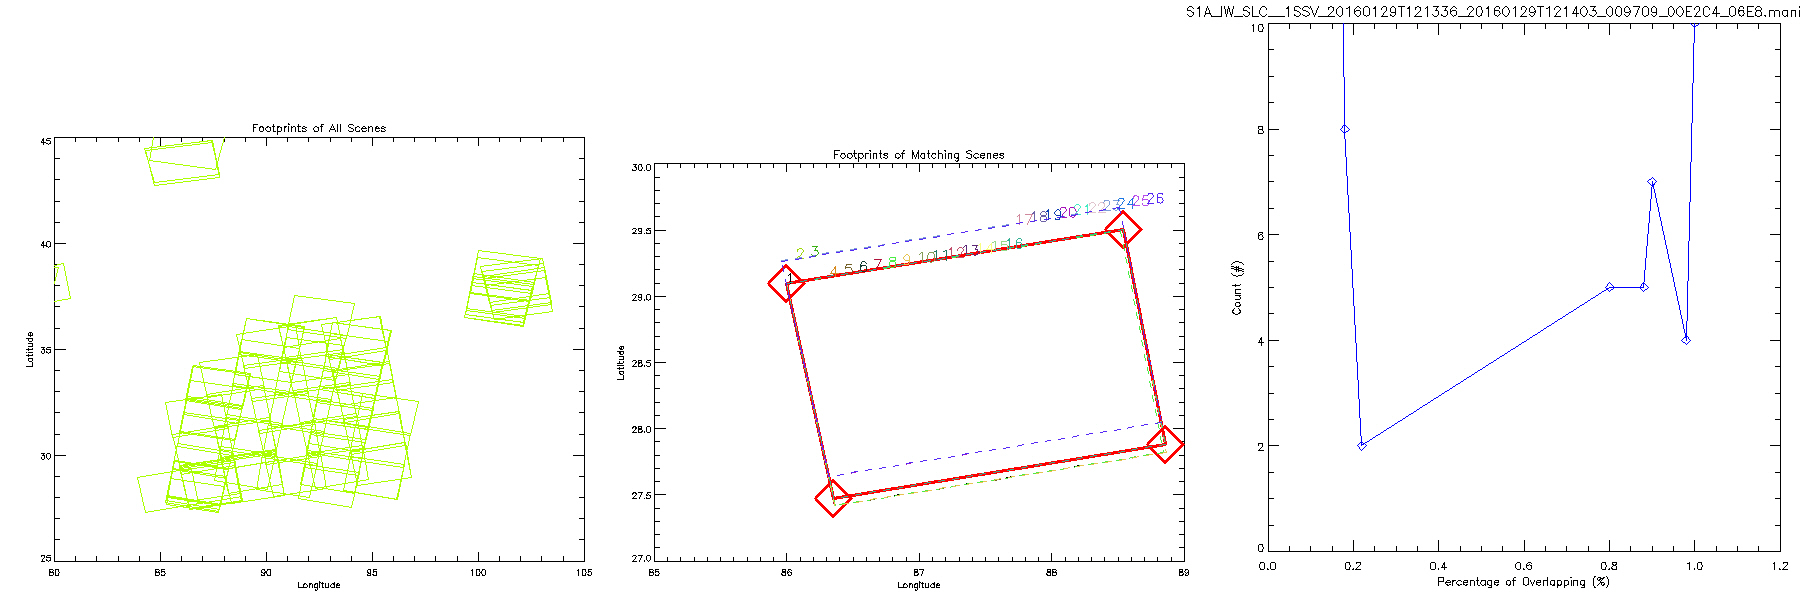 S1A_IW_SLC__1SSV_20160129T121336_20160129T121403_009709_00E2C4_06E8.mani
Footprints of All Scenes
45
40
35
30
25
Latitude
80 85 90 95 100 105
Longitude
Footprints of Matching Scenes
30.0
29.5
29.0
28.5
28.0
27.5
27.0
Latitude
17 18 19 20 21 22 23 24 25 26
2 3
1 4 5 6 7 8 9 10 11 12 13 15 16
85 86 87 88 89
Longitude
10
8
6
4
2
0
Count (#)
0.0 0.2 0.4 0.6 0.8 1.0 1.2
Percentage of Overlapping (%)